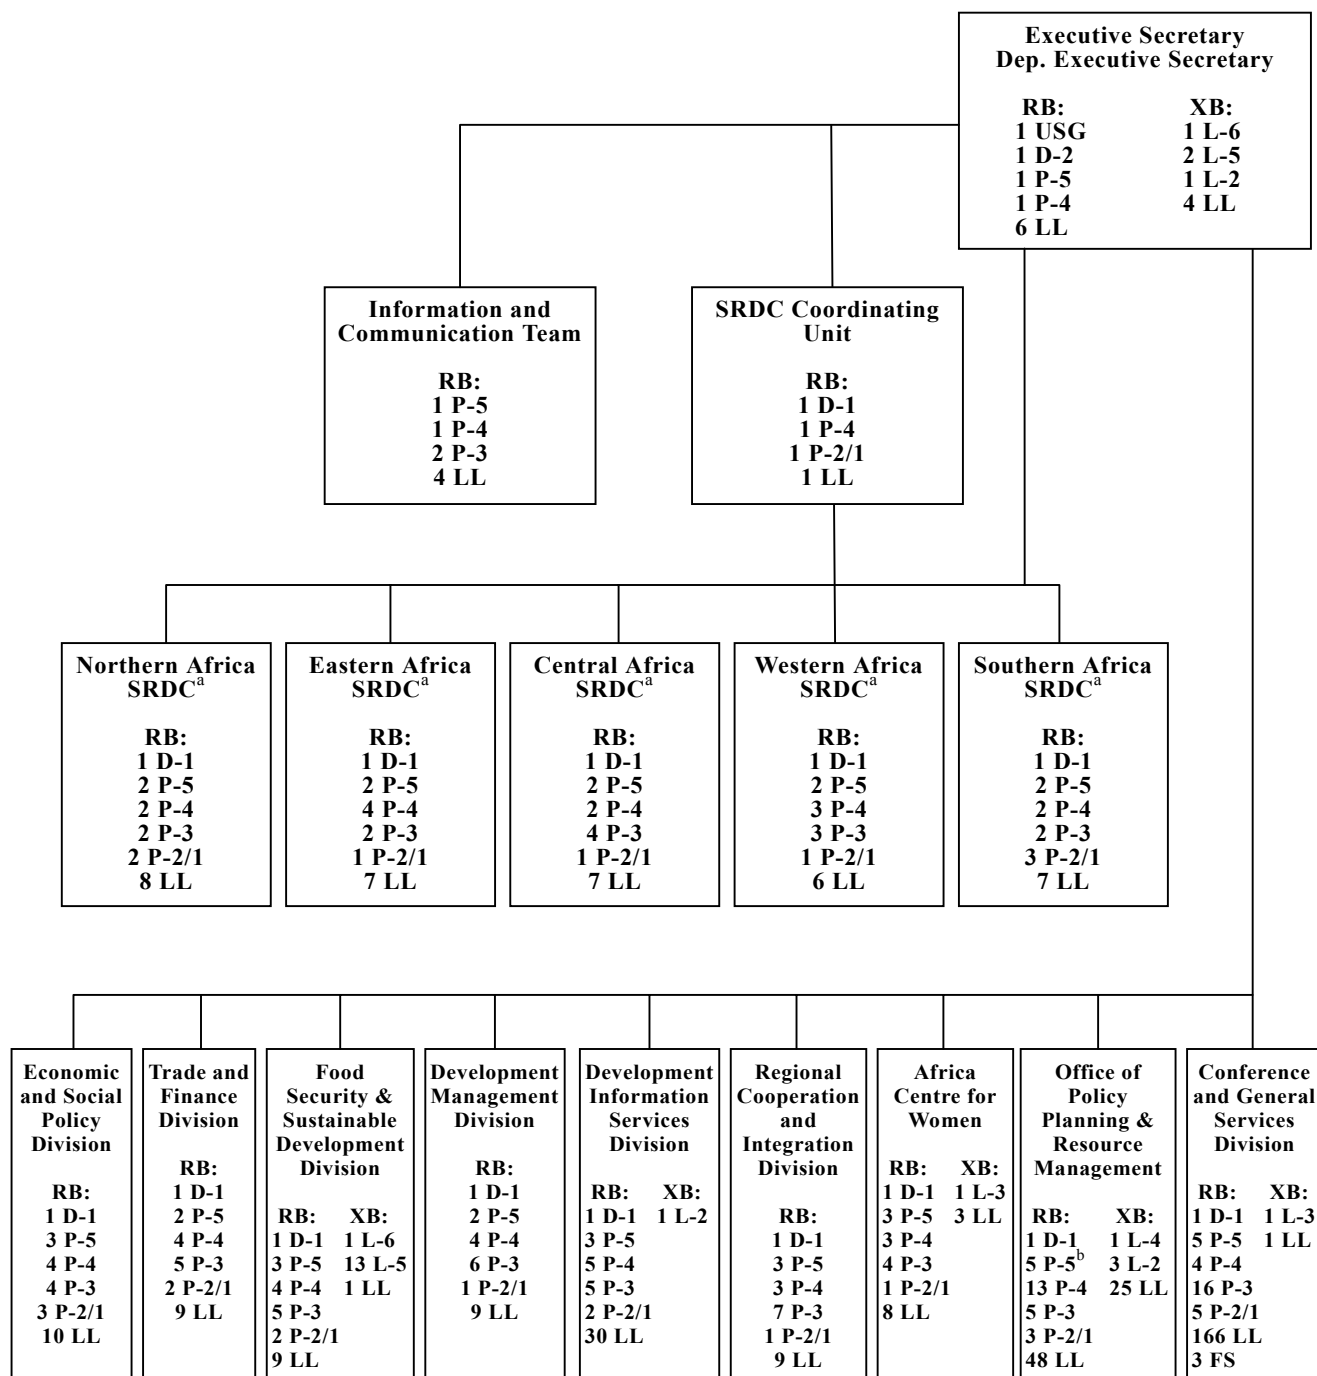 Executive Secretary
Dep. Executive Secretary
RB:
1 USG
1 D-2
1 P-5
1 P-4
6 LL
XB:
1 L-6
2 L-5
1 L-2
4 LL
Information and
Communication Team
RB:
1 P-5
1 P-4
2 P-3
4 LL
SRDC Coordinating
Unit
RB:
1 D-1
1 P-4
1 P-2/1
1 LL
Northern Africa
SRDCa
RB:
1 D-1
2 P-5
2 P-4
2 P-3
2 P-2/1
8 LL
Eastern Africa
SRDCa
RB:
1 D-1
2 P-5
4 P-4
2 P-3
1 P-2/1
7 LL
Central Africa
SRDCa
RB:
1 D-1
2 P-5
2 P-4
4 P-3
1 P-2/1
7 LL
Western Africa
SRDCa
RB:
1 D-1
2 P-5
3 P-4
3 P-3
1 P-2/1
6 LL
Southern Africa
SRDCa
RB:
1 D-1
2 P-5
2 P-4
2 P-3
3 P-2/1
7 LL
Economic
and Social
Policy
Division
RB:
1 D-1
3 P-5
4 P-4
4 P-3
3 P-2/1
10 LL
Trade and
Finance
Division
RB:
1 D-1
2 P-5
4 P-4
5 P-3
2 P-2/1
9 LL
Food
Security &
Sustainable
Development
Division
RB:
1 D-1
3 P-5
4 P-4
5 P-3
2 P-2/1
9 LL
XB:
1 L-6
13 L-5
1 LL
Development
Management
Division
RB:
1 D-1
2 P-5
4 P-4
6 P-3
1 P-2/1
9 LL
Development
Information
Services
Division
RB:
1 D-1
3 P-5
5 P-4
5 P-3
2 P-2/1
30 LL
XB:
1 L-2
Regional
Cooperation
and
Integration
Division
RB:
1 D-1
3 P-5
3 P-4
7 P-3
1 P-2/1
9 LL
Africa
Centre for
Women
RB:
1 D-1
3 P-5
3 P-4
4 P-3
1 P-2/1
8 LL
XB:
1 L-3
3 LL
Office of
Policy
Planning &
Resource
Management
RB:
1 D-1
5 P-5b
13 P-4
5 P-3
3 P-2/1
48 LL
XB:
1 L-4
3 L-2
25 LL
Conference
and General
Services
Division
RB:
1 D-1
5 P-5
4 P-4
16 P-3
5 P-2/1
166 LL
3 FS
XB:
1 L-3
1 LL